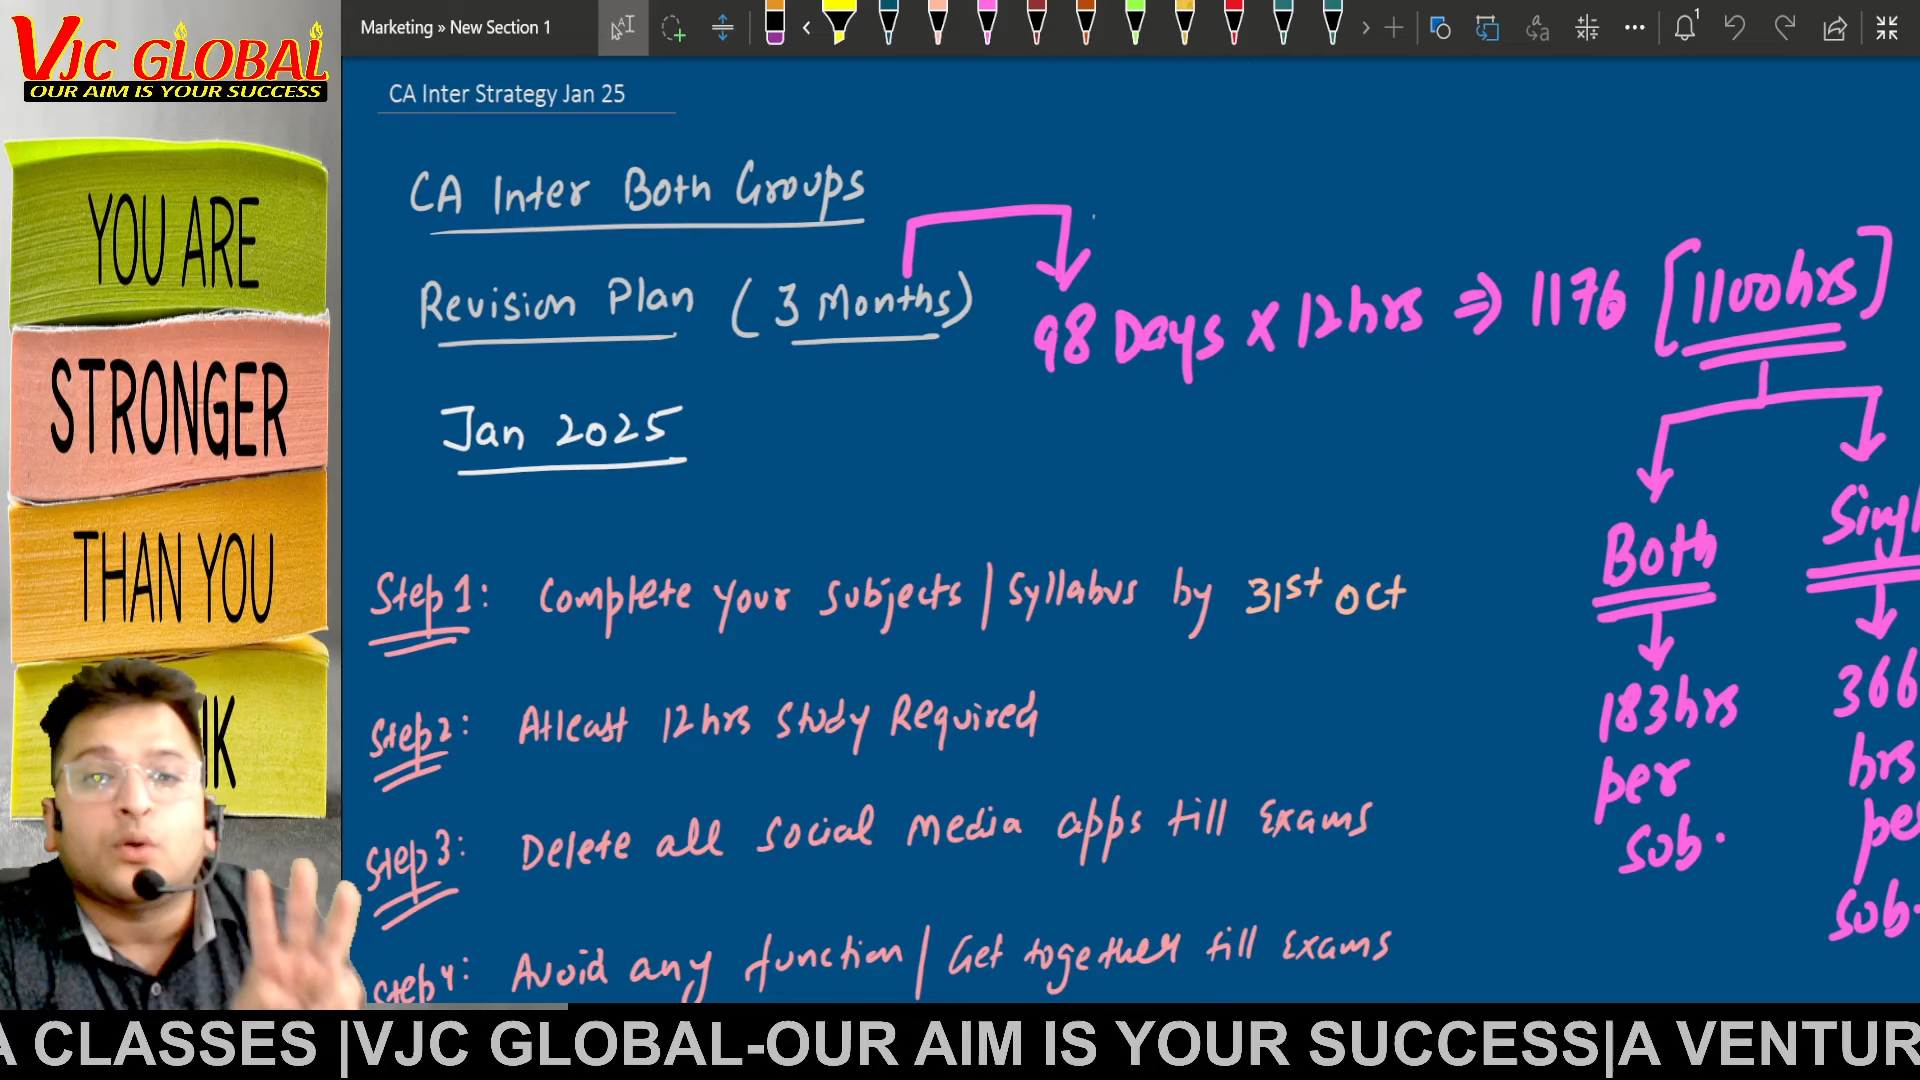 VJC GLOBAL
OUR AIM IS YOUR SUCCESS
Marketing » New Section 1
CA Inter Strategy Jan 25
YOU ARE
STRONGER
THAN YOU
CA Inter Both Groups
Revision Plan (3 Months)
98 Days x 12hrs ⇒ 1176 [1100hrs]
Jan 2025
Both
183hrs
per
sub.
366
hrs
sub.
Step 1: Complete your subjects / Syllabus by 31st Oct
Step 2: Atleast 12 hrs Study Required
Step 3: Delete all social media apps till Exams
Step 4: Avoid any function / Get together till Exams
A CLASSES |VJC GLOBAL-OUR AIM IS YOUR SUCCESS|A VENTUR